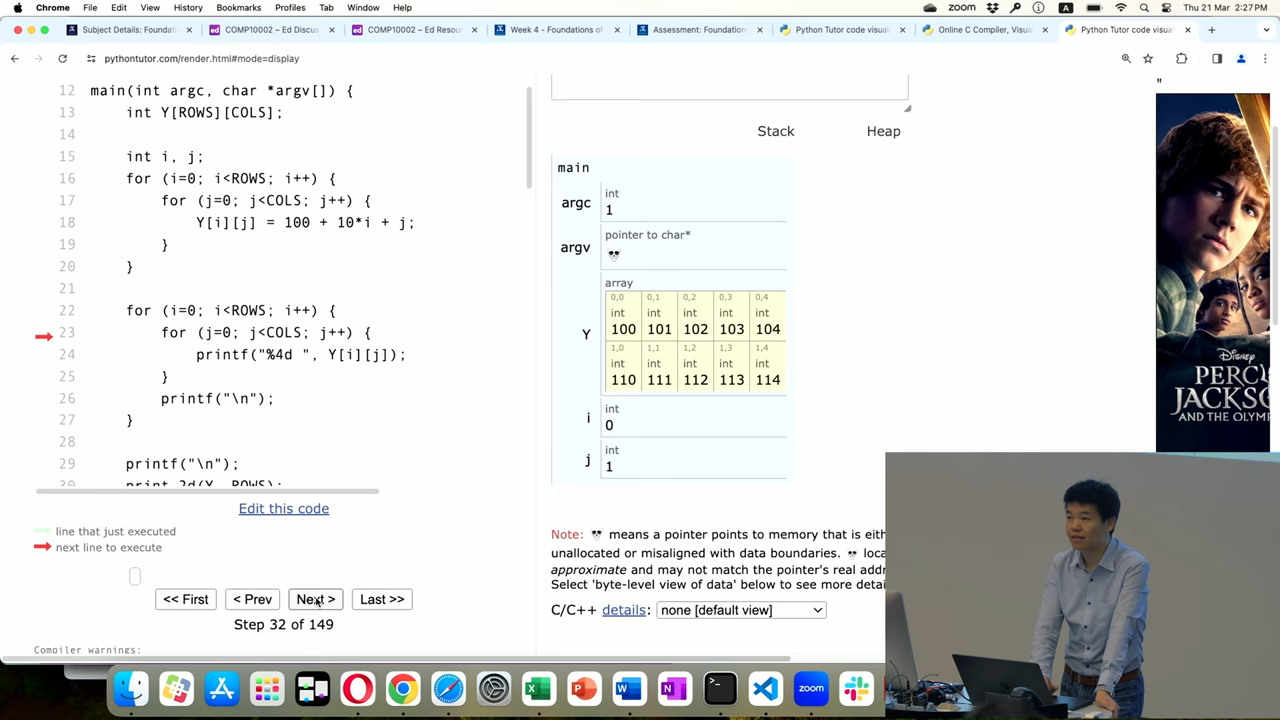 Chrome File Edit View History Bookmarks Profiles Tab Window Help zoom A Thu 21 Mar 2:27 PM
Subject Details: Foundati COMP10002 – Ed Discus COMP10002 – Ed Resou Week 4 - Foundations of Assessment: Foundations Python Tutor code visual Online C Compiler, Visua Python Tutor code visua
pythontutor.com/render.html#mode=display
12 main(int argc, char *argv[]) {
13 int Y[ROWS][COLS];
14
15 int i, j;
16 for (i=0; i<ROWS; i++) {
17 for (j=0; j<COLS; j++) {
18 Y[i][j] = 100 + 10*i + j;
19 }
20 }
21
22 for (i=0; i<ROWS; i++) {
23 for (j=0; j<COLS; j++) {
24 printf("%4d ", Y[i][j]);
25 }
26 printf("\n");
27 }
28
29 printf("\n");
30 print_2d(Y, ROWS);
Edit this code
line that just executed
next line to execute
<< First < Prev Next > Last >>
Step 32 of 149
Compiler warnings:
Stack Heap
main
argc int
1
argv pointer to char*
array
0,0 0,1 0,2 0,3 0,4
int int int int int
100 101 102 103 104
Y
1,0 1,1 1,2 1,3 1,4
int int int int int
110 111 112 113 114
i int
0
j int
1
Note: means a pointer points to memory that is eith
unallocated or misaligned with data boundaries. loca
approximate and may not match the pointer's real addr
Select 'byte-level view of data' below to see more detai
C/C++ details: none [default view]
"
Disney
PERC
JACKSO
AND THE OLYMP
zoom